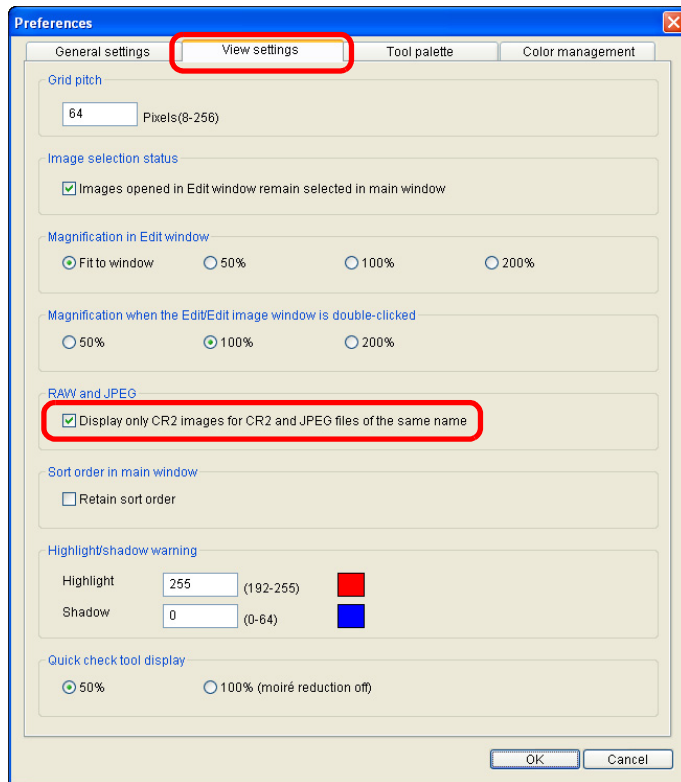 Preferences
General settings View settings Tool palette Color management
Grid pitch
64 Pixels(8-256)
Image selection status
Images opened in Edit window remain selected in main window
Magnification in Edit window
Fit to window 50% 100% 200%
Magnification when the Edit/Edit image window is double-clicked
50% 100% 200%
RAW and JPEG
Display only CR2 images for CR2 and JPEG files of the same name
Sort order in main window
Retain sort order
Highlight/shadow warning
Highlight 255 (192-255)
Shadow 0 (0-64)
Quick check tool display
50% 100% (moiré reduction off)
OK Cancel